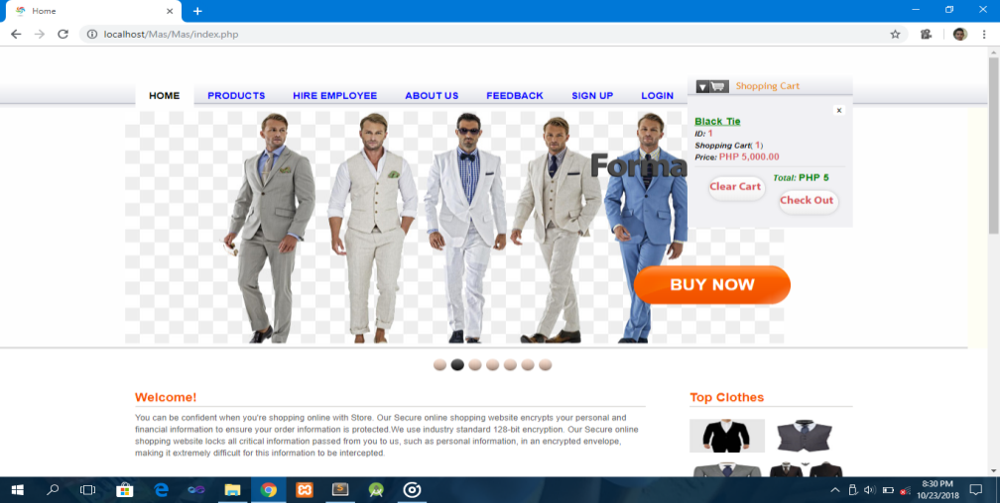 Home
localhost/Mas/Mas/index.php
HOME PRODUCTS HIRE EMPLOYEE ABOUT US FEEDBACK SIGN UP LOGIN
Shopping Cart
x
Black Tie
ID: 1
Shopping Cart( 1)
Price: PHP 5,000.00
Total: PHP 5
Clear Cart
Check Out
Forma
BUY NOW
Welcome!
You can be confident when you're shopping online with Store. Our Secure online shopping website encrypts your personal and
financial information to ensure your order information is protected.We use industry standard 128-bit encryption. Our Secure online
shopping website locks all critical information passed from you to us, such as personal information, in an encrypted envelope,
making it extremely difficult for this information to be intercepted.
Top Clothes
8:30 PM
10/23/2018